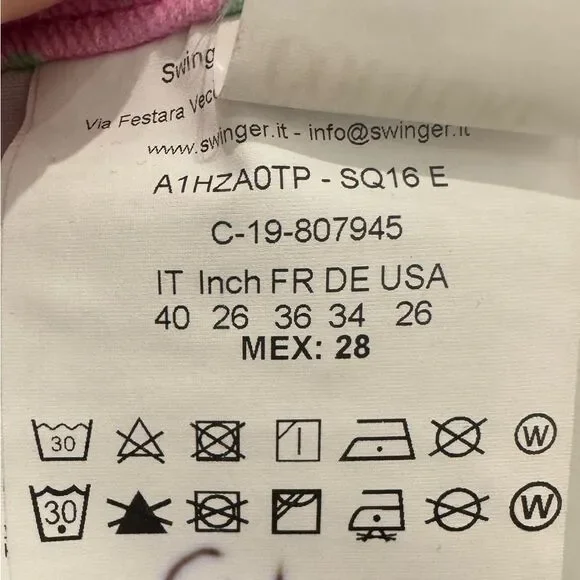 Swing
Via Festara Vecc
www.swinger.it - info@swinger.it
A1HZA0TP - SQ16 E
C-19-807945
IT Inch FR DE USA
40 26 36 34 26
MEX: 28
30 W
30 W